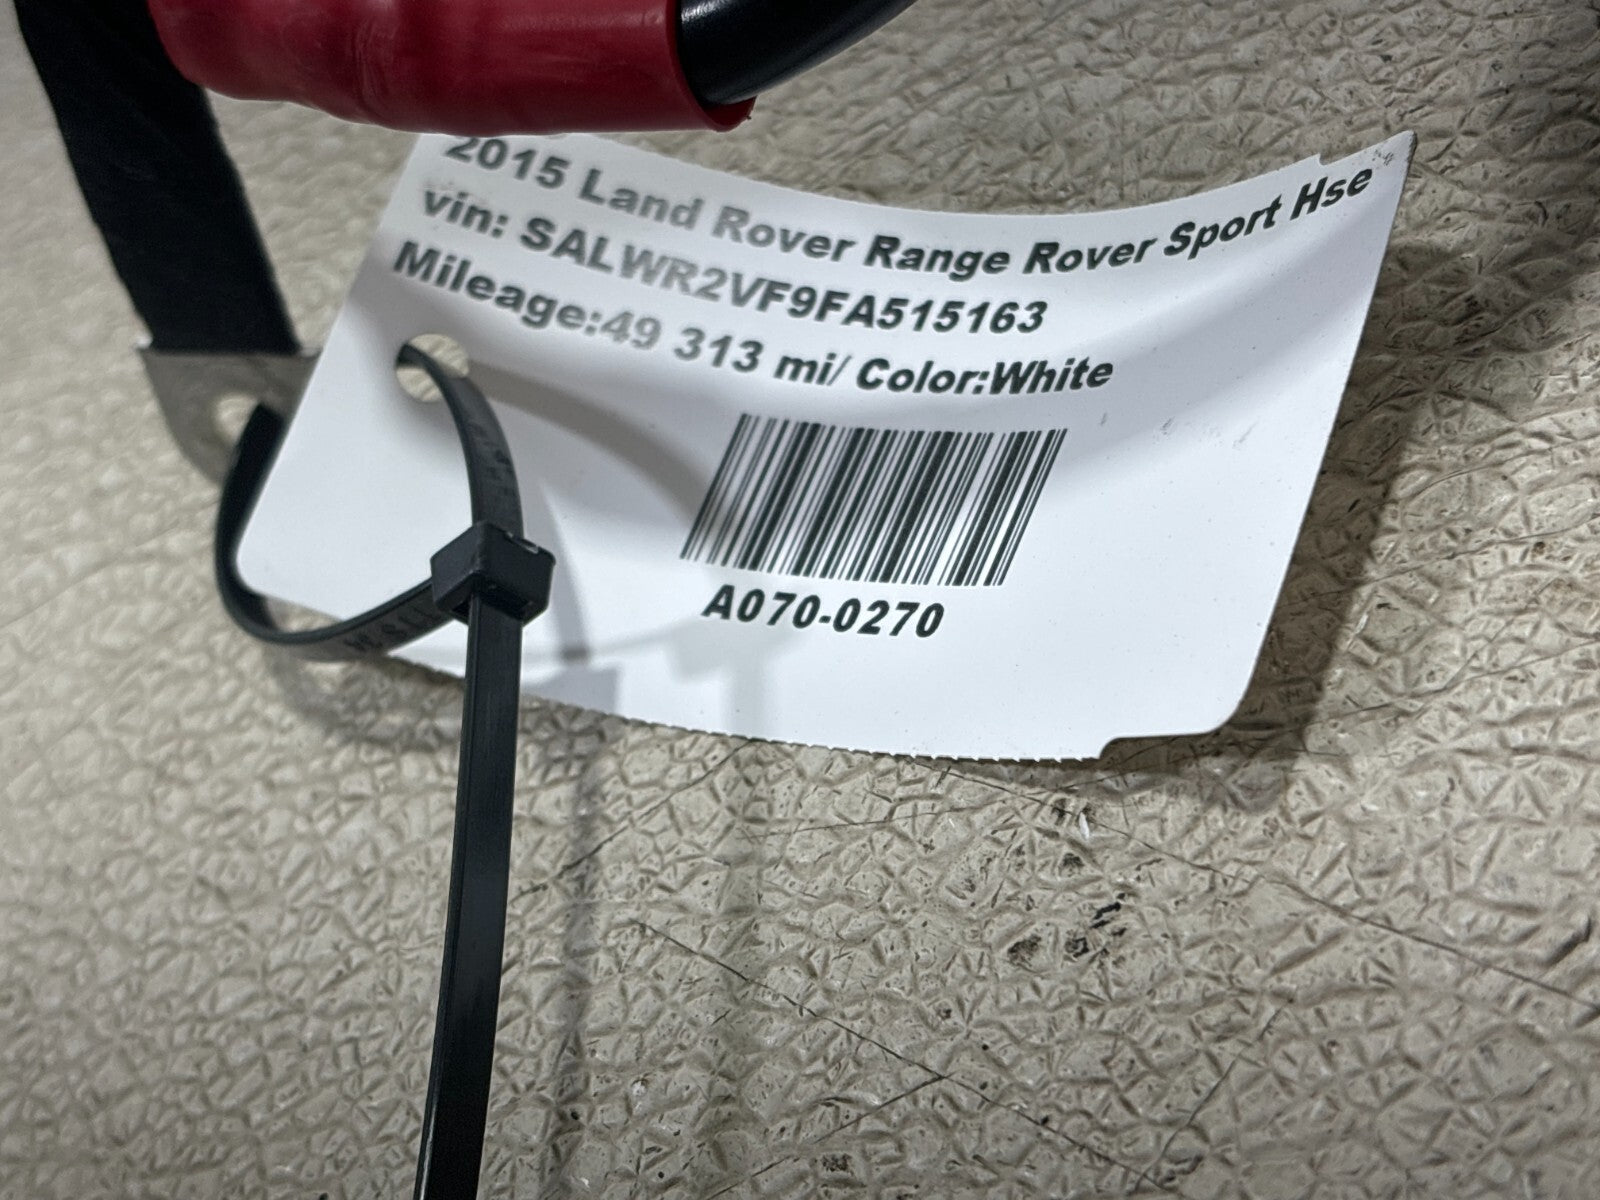 2015 Land Rover Range Rover Sport Hse
vin: SALWR2VF9FA515163
Mileage:49 313 mi/ Color:White
A070-0270